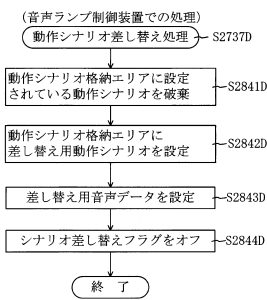 (音声ランプ制御装置での処理)
動作シナリオ差し替え処理 S2737D
動作シナリオ格納エリアに設定
されている動作シナリオを破棄 S2841D
動作シナリオ格納エリアに
差し替え用動作シナリオを設定 S2842D
差し替え用音声データを設定 S2843D
シナリオ差し替えフラグをオフ S2844D
終 了